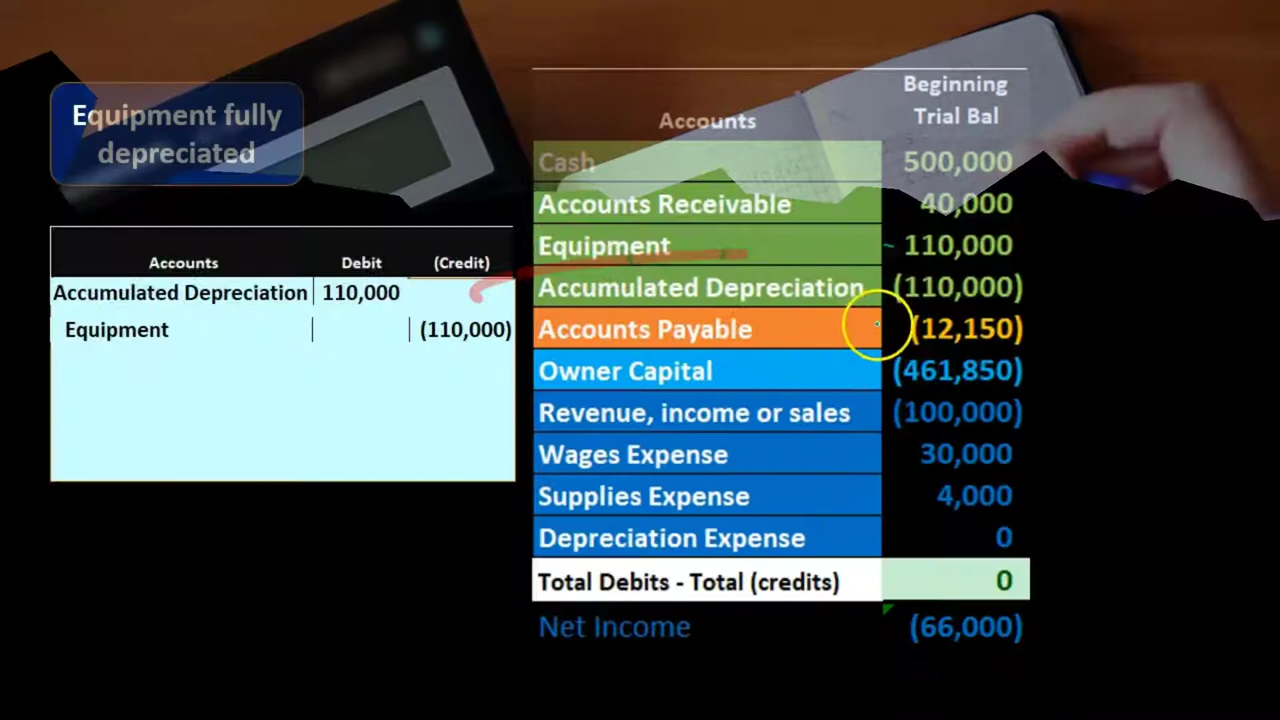 Equipment fully
depreciated
Accounts Debit (Credit)
Accumulated Depreciation 110,000
Equipment (110,000)
Accounts Beginning Trial Bal
Cash 500,000
Accounts Receivable 40,000
Equipment 110,000
Accumulated Depreciation (110,000)
Accounts Payable (12,150)
Owner Capital (461,850)
Revenue, income or sales (100,000)
Wages Expense 30,000
Supplies Expense 4,000
Depreciation Expense 0
Total Debits - Total (credits) 0
Net Income (66,000)